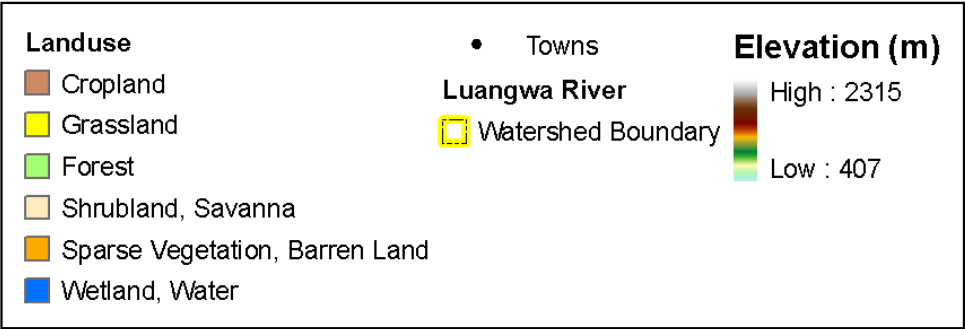 Landuse
Cropland
Grassland
Forest
Shrubland, Savanna
Sparse Vegetation, Barren Land
Wetland, Water
Towns
Luangwa River
Watershed Boundary
Elevation (m)
High : 2315
Low : 407